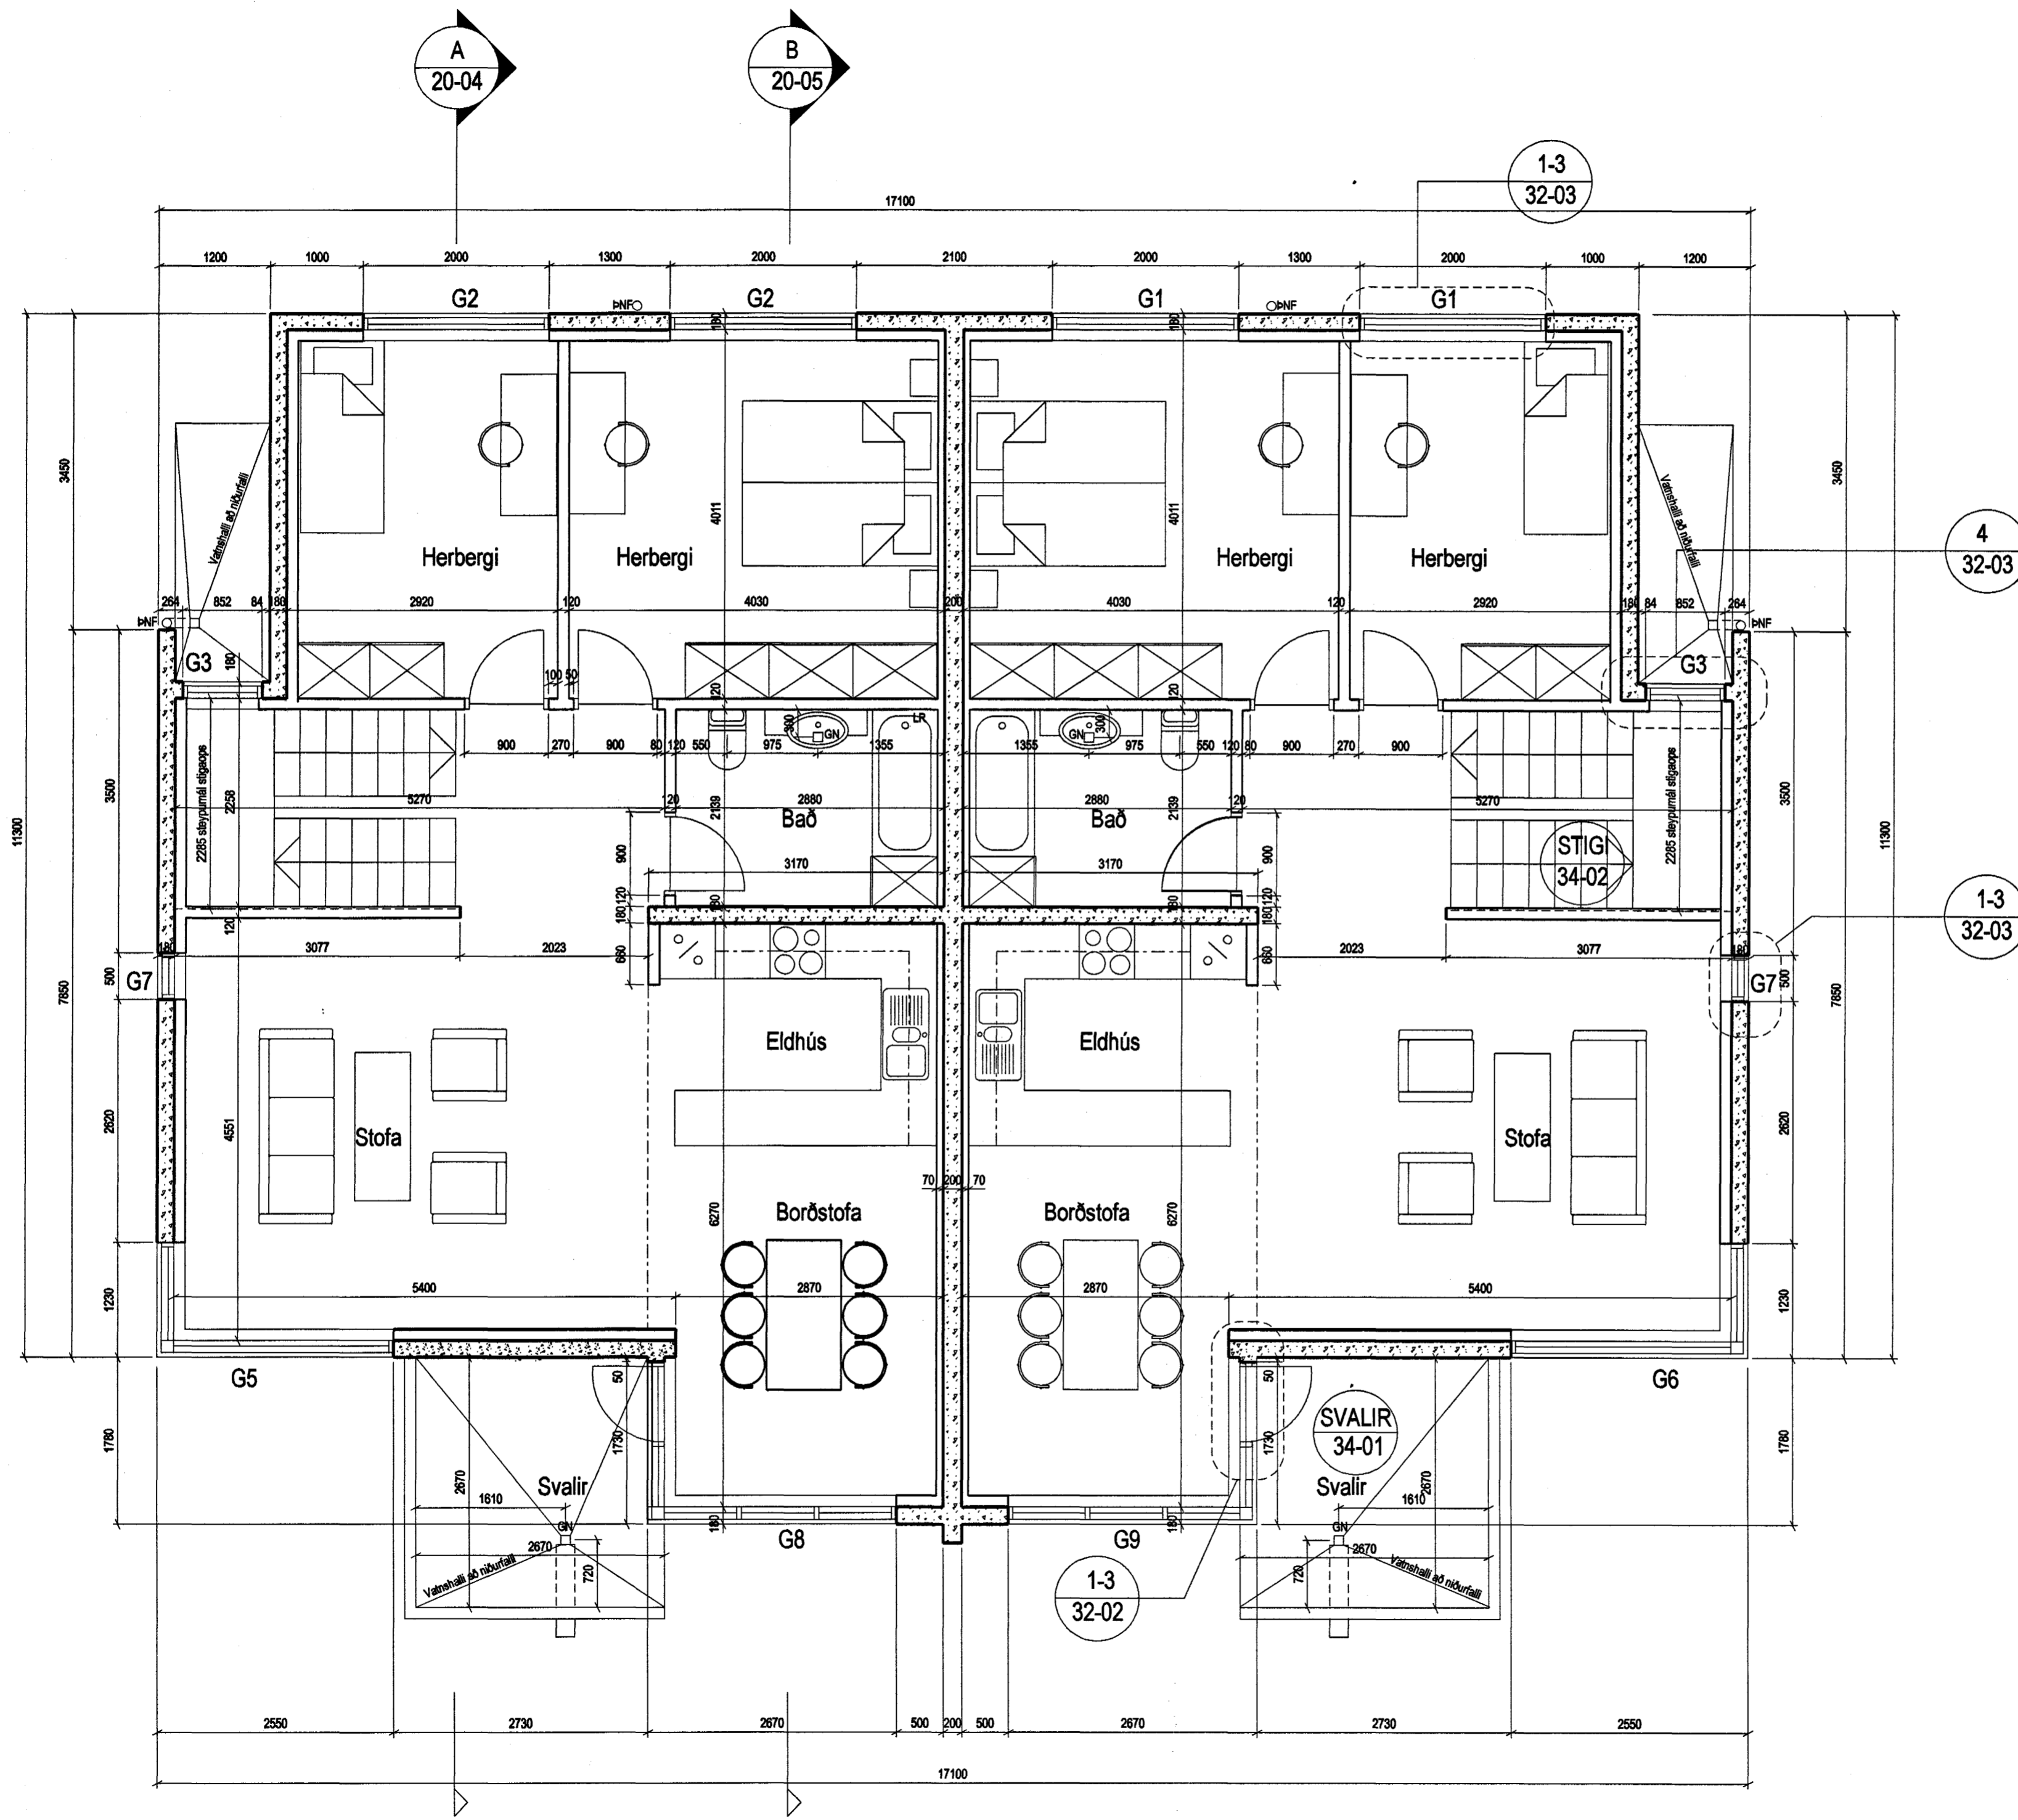 A
20-04
B
20-05
1-3
32-03
17100
1200 1000 2000 1300 2000 2100 2000 1300 2000 1000 1200
G2 ÞNF G2 G1 ÞNF G1
180 180
3450 3450
11300 11300
4011 4011
Vatnshalli að niðurfalli
Vatnshalli að niðurfalli
4
32-03
Herbergi Herbergi Herbergi Herbergi
264 852 84 180 2920 120 4030 200 4030 120 2920 180 84 852 264
ÞNF ÞNF
G3 180 G3
100 50 120 120
300 GN LR GN 300
900 270 900 80 120 550 975 1355 1355 975 550 120 80 900 270 900
3500 2285 steypumál stigaops 2258 2139 2139 2285 steypumál stigaops 3500
5270 120 2880 2880 120 5270
Bað Bað
900 900
3170 3170
STIGI
34-02
120 120
120 180 180 180 180
1-3
32-03
180 3077 2023 660 660 2023 3077 180
G7 500 500 G7
7850 7850
Eldhús Eldhús
2620 4551 2620
Stofa Stofa
70 200 70
6270 6270
Borðstofa Borðstofa
1230 1230
5400 2870 2870 5400
G5 50 50 G6
SVALIR
34-01
1780 1730 1730 1780
2670 2670
Svalir Svalir
1610 1610
GN 180 G8 G9 180 GN
2670 2670
Vatnshalli að niðurfalli 720 720 Vatnshalli að niðurfalli
1-3
32-02
2550 2730 2670 500 200 500 2670 2730 2550
17100